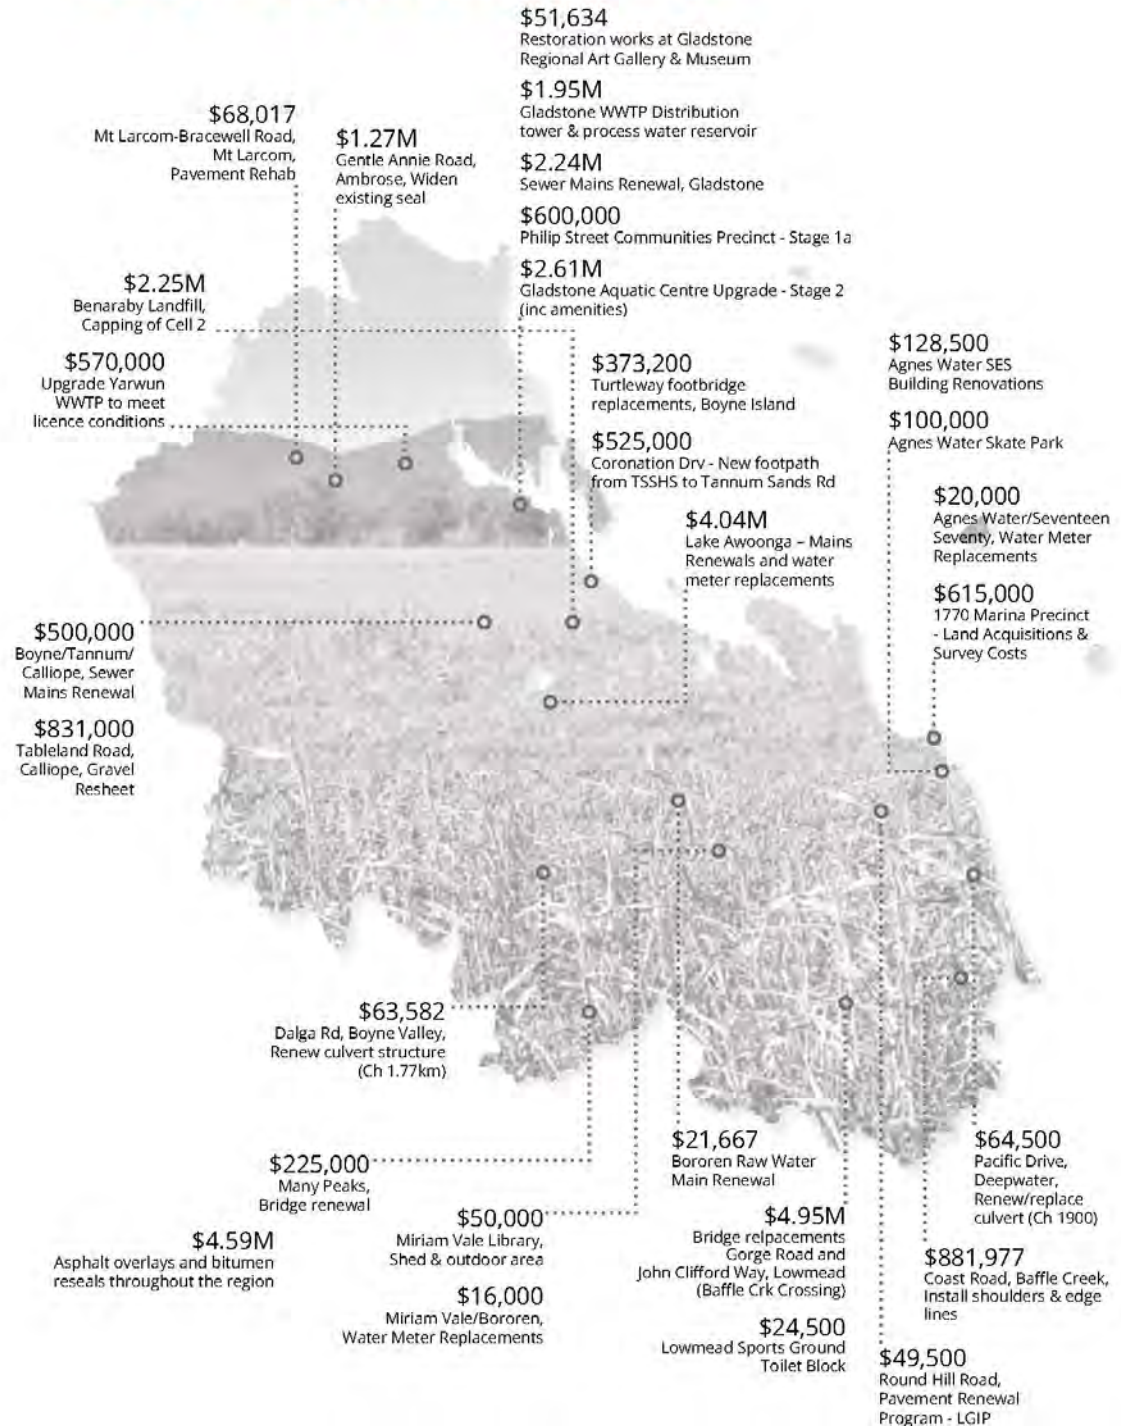 $51,634
Restoration works at Gladstone
Regional Art Gallery & Museum
$1.95M
Gladstone WWTP Distribution
tower & process water reservoir
$2.24M
Sewer Mains Renewal, Gladstone
$600,000
Philip Street Communities Precinct - Stage 1a
$2.61M
Gladstone Aquatic Centre Upgrade - Stage 2
(inc amenities)
$68,017
Mt Larcom-Bracewell Road,
Mt Larcom,
Pavement Rehab
$1.27M
Gentle Annie Road,
Ambrose, Widen
existing seal
$2.25M
Benaraby Landfill,
Capping of Cell 2
$570,000
Upgrade Yarwun
WWTP to meet
licence conditions
$373,200
Turtleway footbridge
replacements, Boyne Island
$525,000
Coronation Drv - New footpath
from TSSHS to Tannum Sands Rd
$4.04M
Lake Awoonga – Mains
Renewals and water
meter replacements
$128,500
Agnes Water SES
Building Renovations
$100,000
Agnes Water Skate Park
$20,000
Agnes Water/Seventeen
Seventy, Water Meter
Replacements
$615,000
1770 Marina Precinct
- Land Acquisitions &
Survey Costs
$500,000
Boyne/Tannum/
Calliope, Sewer
Mains Renewal
$831,000
Tableland Road,
Calliope, Gravel
Resheet
$63,582
Dalga Rd, Boyne Valley,
Renew culvert structure
(Ch 1.77km)
$225,000
Many Peaks,
Bridge renewal
$4.59M
Asphalt overlays and bitumen
reseals throughout the region
$50,000
Miriam Vale Library,
Shed & outdoor area
$16,000
Miriam Vale/Bororen,
Water Meter Replacements
$21,667
Bororen Raw Water
Main Renewal
$4.95M
Bridge relpacements
Gorge Road and
John Clifford Way, Lowmead
(Baffle Crk Crossing)
$24,500
Lowmead Sports Ground
Toilet Block
$64,500
Pacific Drive,
Deepwater,
Renew/replace
culvert (Ch 1900)
$881,977
Coast Road, Baffle Creek,
Install shoulders & edge
lines
$49,500
Round Hill Road,
Pavement Renewal
Program - LGIP